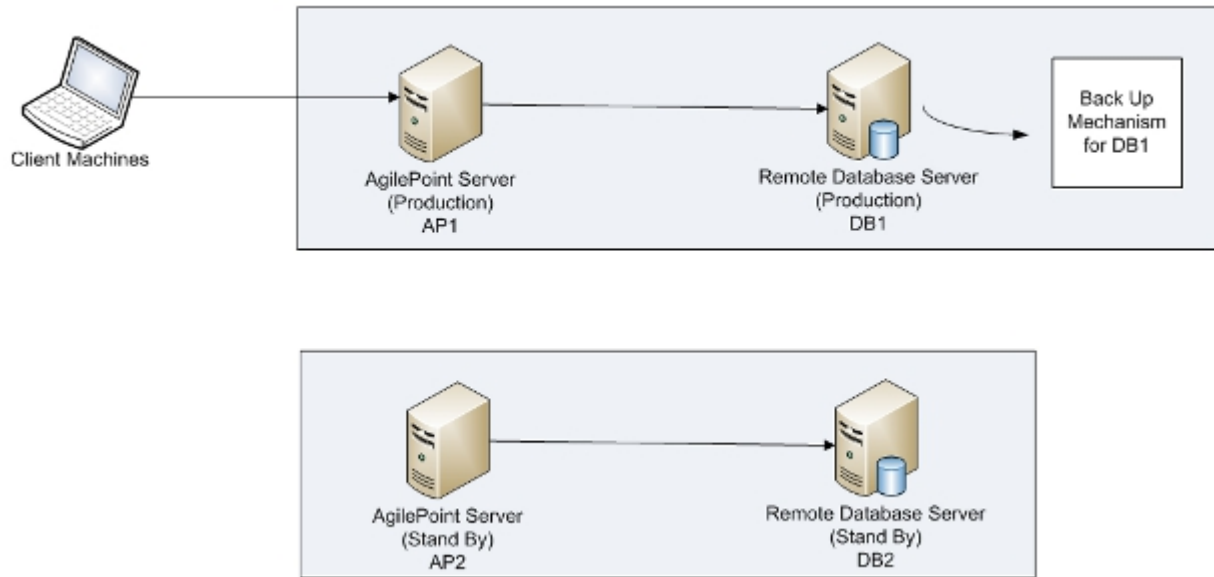 Client Machines
AgilePoint Server
(Production)
AP1
Remote Database Server
(Production)
DB1
Back Up
Mechanism
for DB1
AgilePoint Server
(Stand By)
AP2
Remote Database Server
(Stand By)
DB2